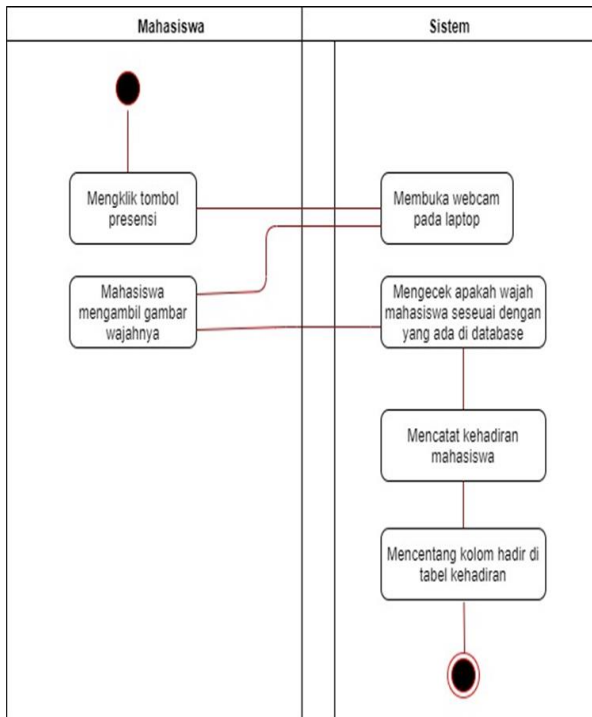 Mahasiswa
Sistem
Mengklik tombol
presensi
Membuka webcam
pada laptop
Mahasiswa
mengambil gambar
wajahnya
Mengecek apakah wajah
mahasiswa seseuai dengan
yang ada di database
Mencatat kehadiran
mahasiswa
Mencentang kolom hadir di
tabel kehadiran